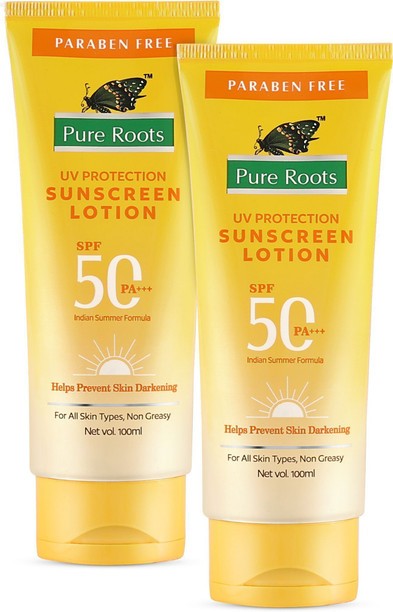 PARABEN FREE
TM
Pure Roots
UV PROTECTION
SUNSCREEN
LOTION
SPF
50
PA+++
Indian Summer Formula
Helps Prevent Skin Darkening
For All Skin Types, Non Greasy
Net vol. 100ml
PARABEN FREE
TM
Pure Roots
UV PROTECTION
SUNSCREEN
LOTION
SPF
50
PA+++
Indian Summer Formula
Helps Prevent Skin Darkening
For All Skin Types, Non Greasy
Net vol. 100ml